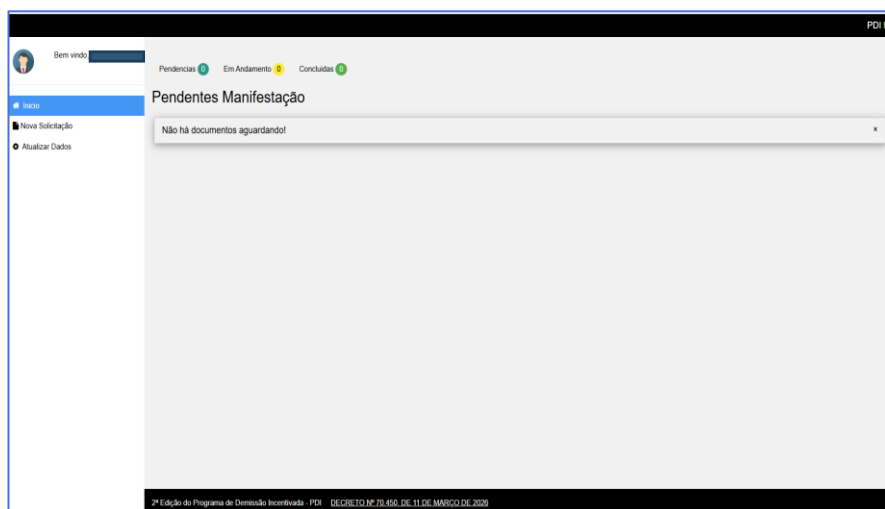 PDI
Bem vindo,
Pendencias 0 Em Andamento 0 Concluidas 0
Pendentes Manifestação
Inicio
Não há documentos aguardando! ×
Nova Solicitação
Atualizar Dados
2ª Edição do Programa de Demissão Incentivada - PDI DECRETO Nº 70.450, DE 11 DE MARÇO DE 2026